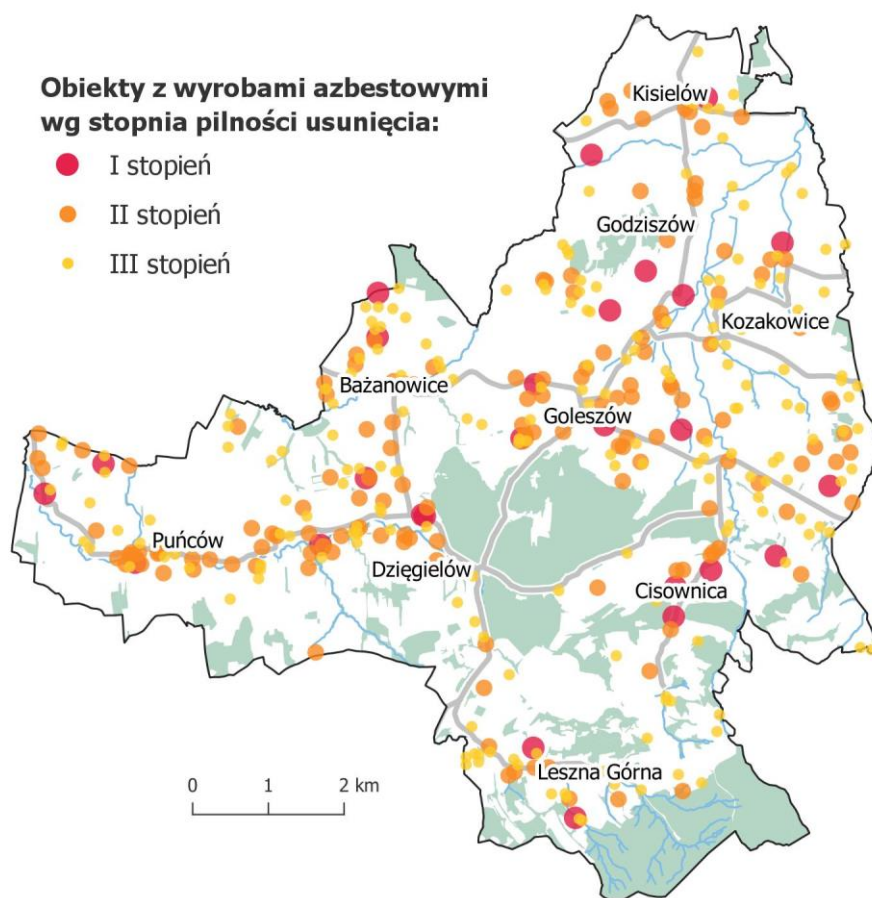 Obiekty z wyrobami azbestowymi
wg stopnia pilności usunięcia:
I stopień
II stopień
III stopień
Kisielów
Godziszów
Kozakowice
Bażanowice
Goleszów
Puńców
Dzięgielów
Cisownica
Leszna Górna
0 1 2 km